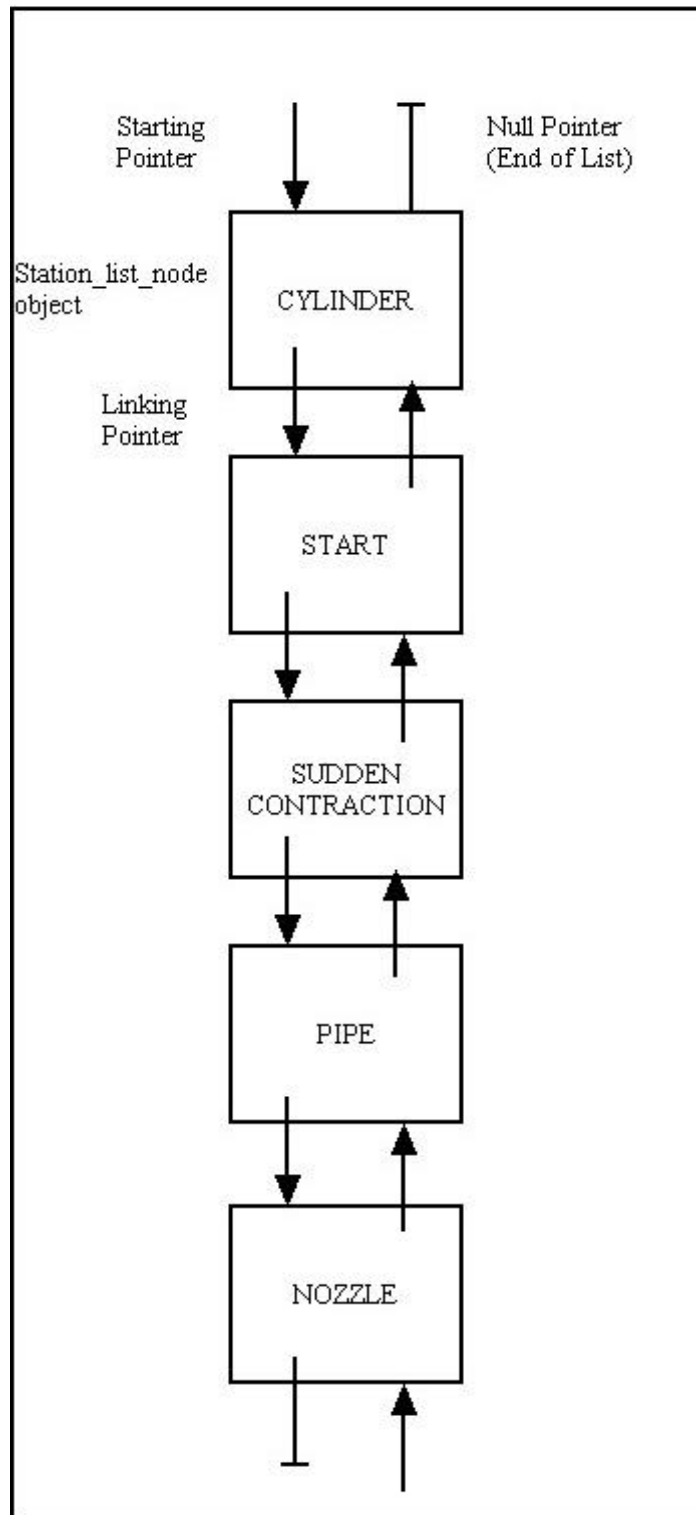 Starting
Pointer
Null Pointer
(End of List)
Station_list_node
object
CYLINDER
Linking
Pointer
START
SUDDEN
CONTRACTION
PIPE
NOZZLE